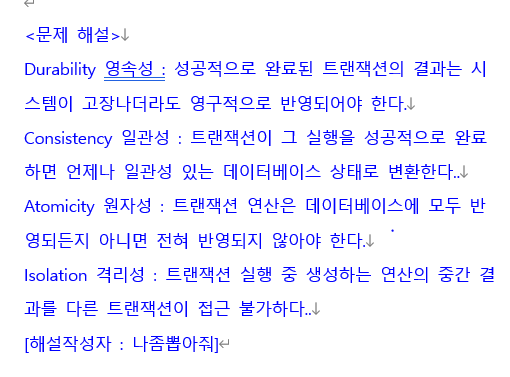 <문제 해설>
Durability 영속성 : 성공적으로 완료된 트랜잭션의 결과는 시
스템이 고장나더라도 영구적으로 반영되어야 한다.
Consistency 일관성 : 트랜잭션이 그 실행을 성공적으로 완료
하면 언제나 일관성 있는 데이터베이스 상태로 변환한다..
Atomicity 원자성 : 트랜잭션 연산은 데이터베이스에 모두 반
영되든지 아니면 전혀 반영되지 않아야 한다.
Isolation 격리성 : 트랜잭션 실행 중 생성하는 연산의 중간 결
과를 다른 트랜잭션이 접근 불가하다..
[해설작성자 : 나좀뽑아줘]